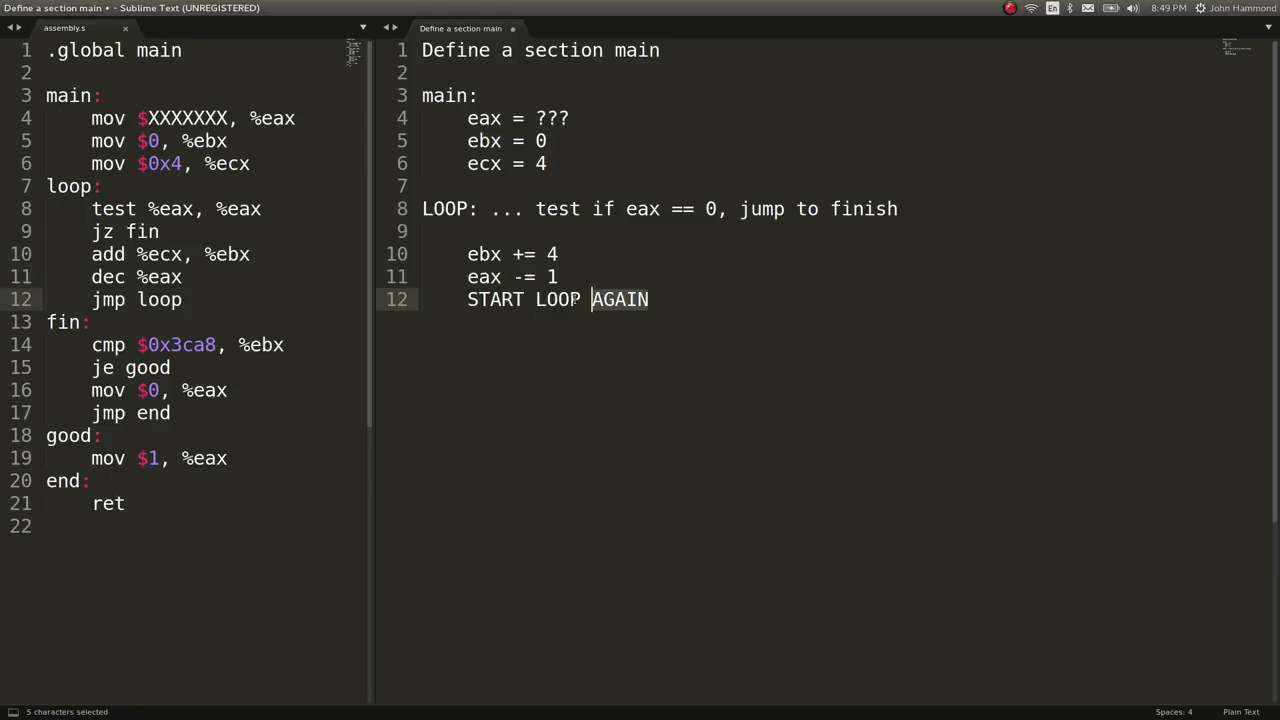 Define a section main • - Sublime Text (UNREGISTERED)
En
8:49 PM
John Hammond
assembly.s ×
Define a section main
1 .global main
2
3 main:
4 mov $XXXXXXX, %eax
5 mov $0, %ebx
6 mov $0x4, %ecx
7 loop:
8 test %eax, %eax
9 jz fin
10 add %ecx, %ebx
11 dec %eax
12 jmp loop
13 fin:
14 cmp $0x3ca8, %ebx
15 je good
16 mov $0, %eax
17 jmp end
18 good:
19 mov $1, %eax
20 end:
21 ret
22
1 Define a section main
2
3 main:
4 eax = ???
5 ebx = 0
6 ecx = 4
7
8 LOOP: ... test if eax == 0, jump to finish
9
10 ebx += 4
11 eax -= 1
12 START LOOP AGAIN
5 characters selected
Spaces: 4
Plain Text